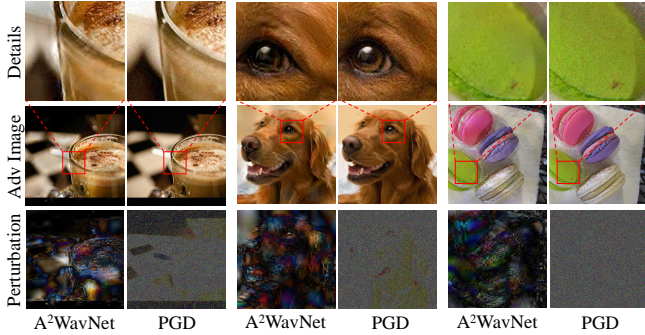 Details
Adv Image
Perturbation
A²WavNet PGD A²WavNet PGD A²WavNet PGD